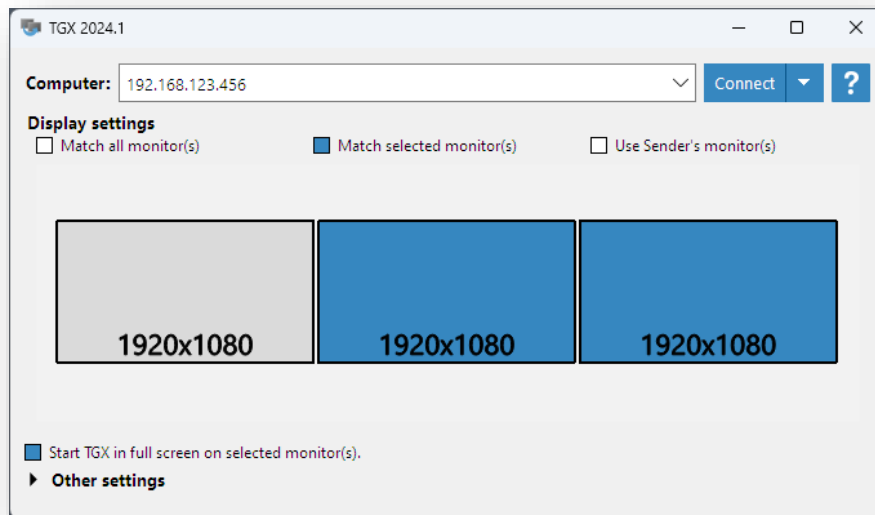 TGX 2024.1
Computer: 192.168.123.456 Connect ?
Display settings
Match all monitor(s) Match selected monitor(s) Use Sender's monitor(s)
1920x1080 1920x1080 1920x1080
Start TGX in full screen on selected monitor(s).
Other settings